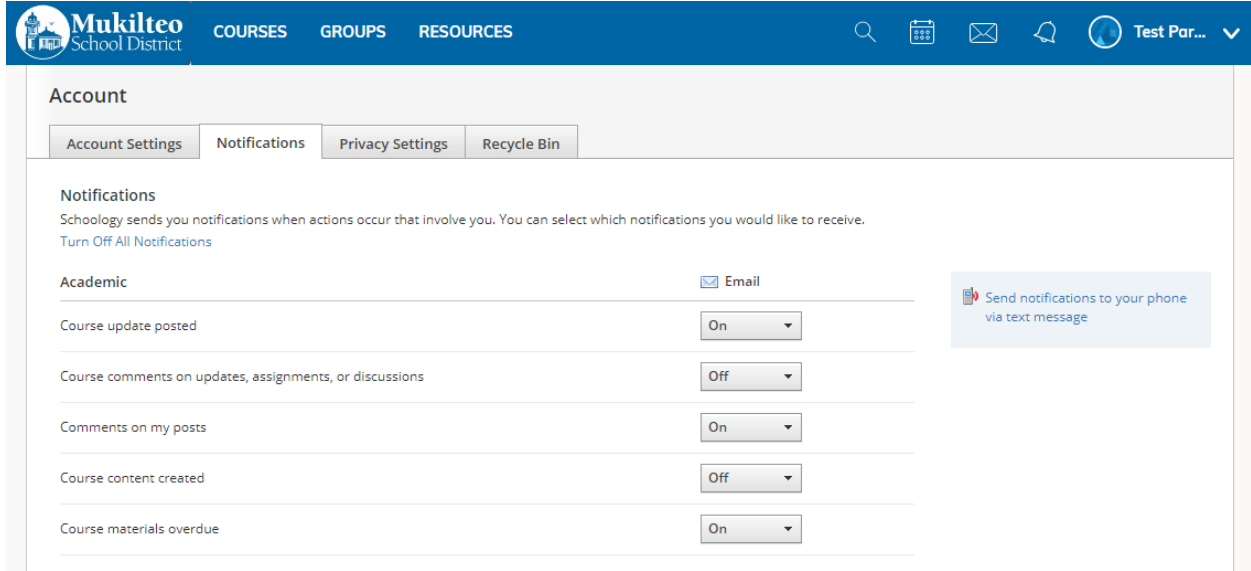 Mukilteo
School District
COURSES GROUPS RESOURCES
Test Par...
Account
Account Settings Notifications Privacy Settings Recycle Bin
Notifications
Schoology sends you notifications when actions occur that involve you. You can select which notifications you would like to receive.
Turn Off All Notifications
Academic Email
Course update posted On
Course comments on updates, assignments, or discussions Off
Comments on my posts On
Course content created Off
Course materials overdue On
Send notifications to your phone
via text message